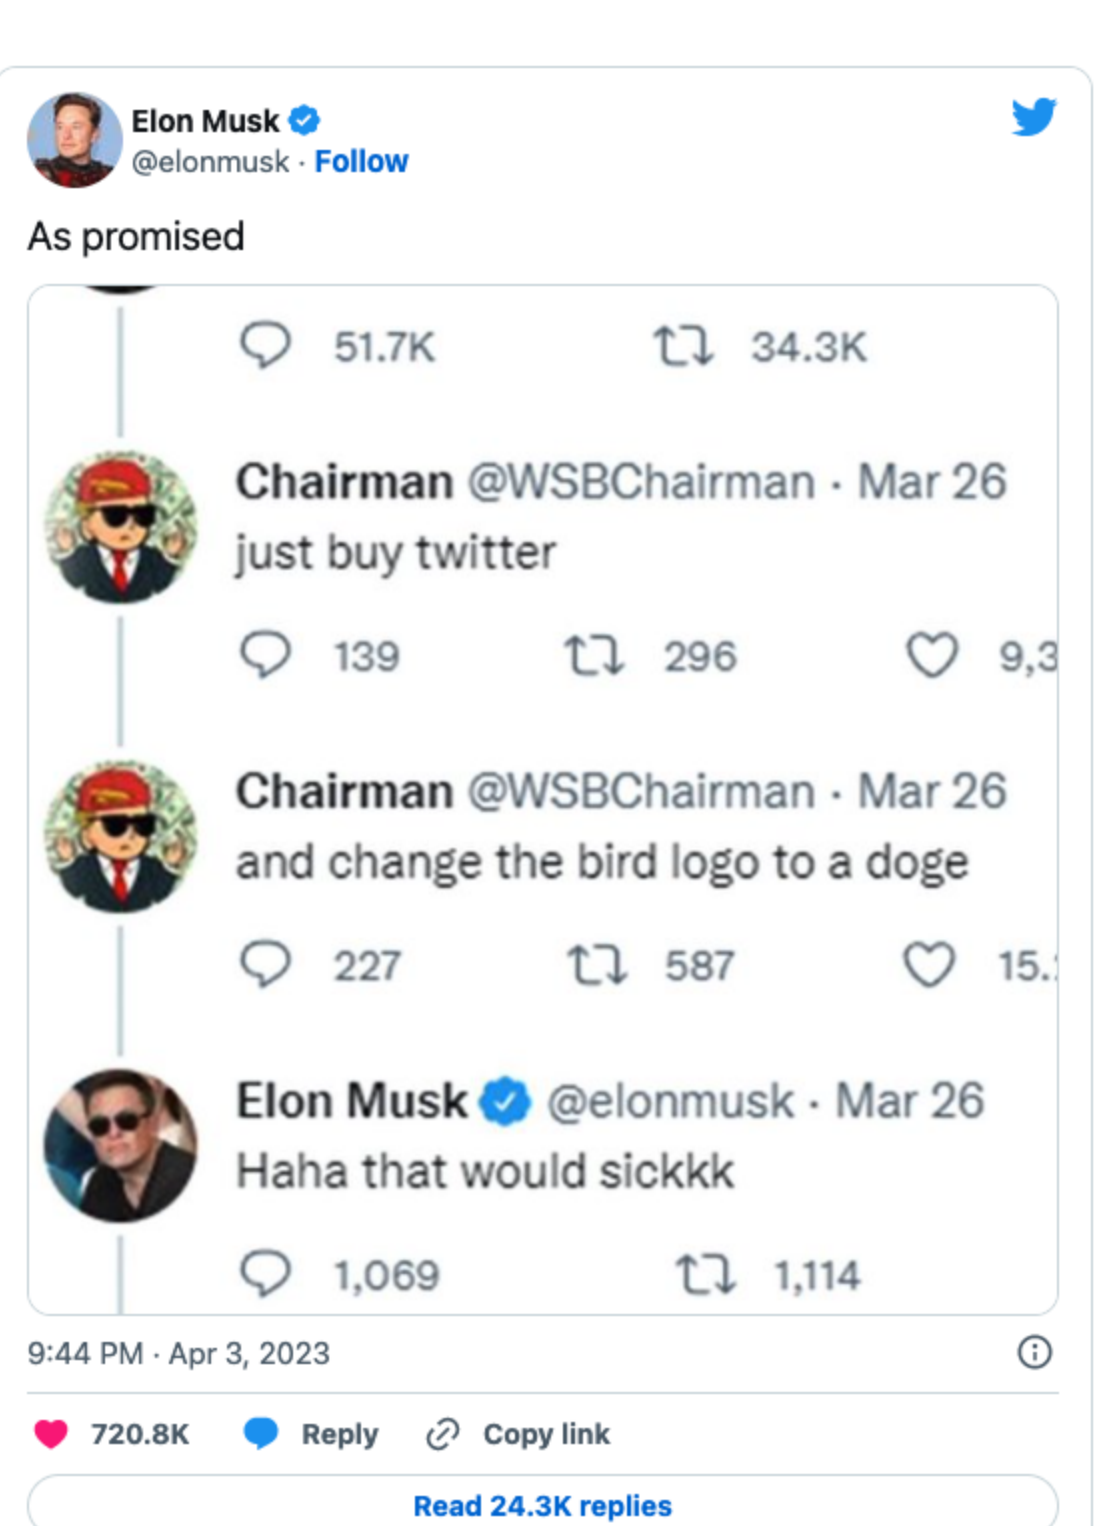 Elon Musk
@elonmusk · Follow
As promised
51.7K 34.3K
Chairman @WSBChairman · Mar 26
just buy twitter
139 296 9,3
Chairman @WSBChairman · Mar 26
and change the bird logo to a doge
227 587 15.
Elon Musk @elonmusk · Mar 26
Haha that would sickkk
1,069 1,114
9:44 PM · Apr 3, 2023
720.8K Reply Copy link
Read 24.3K replies